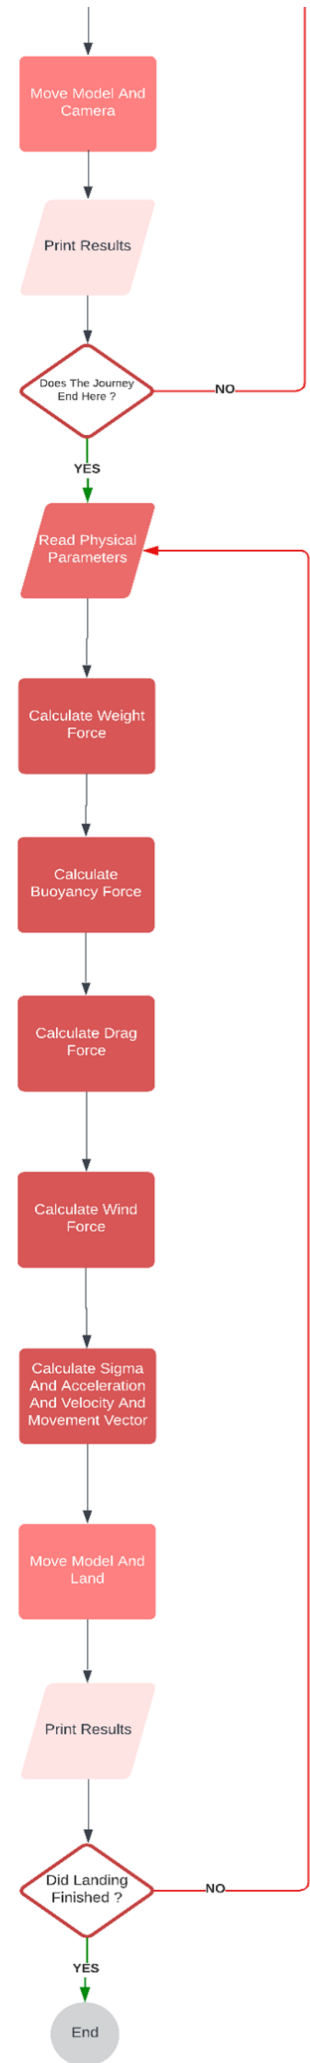 Move Model And
Camera
Print Results
Does The Journey
End Here ?
NO
YES
Read Physical
Parameters
Calculate Weight
Force
Calculate
Buoyancy Force
Calculate Drag
Force
Calculate Wind
Force
Calculate Sigma
And Acceleration
And Velocity And
Movement Vector
Move Model And
Land
Print Results
Did Landing
Finished ?
NO
YES
End